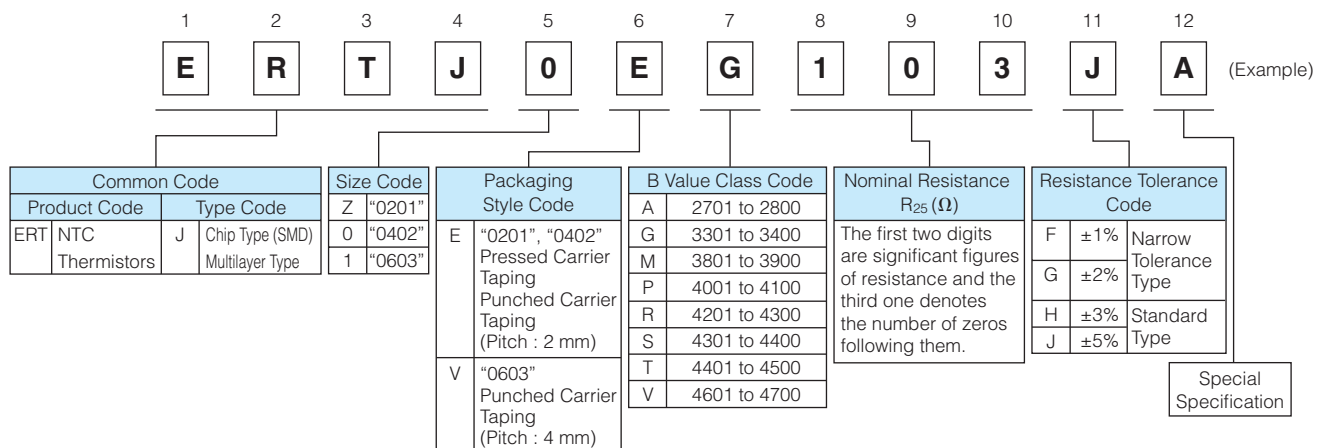 1 2 3 4 5 6 7 8 9 10 11 12
E R T J 0 E G 1 0 3 J A (Example)
Common Code
Product Code Type Code
ERT NTC Thermistors J Chip Type (SMD) Multilayer Type
Size Code
Z "0201"
0 "0402"
1 "0603"
Packaging
Style Code
E "0201", "0402"
Pressed Carrier
Taping
Punched Carrier
Taping
(Pitch : 2 mm)
V "0603"
Punched Carrier
Taping
(Pitch : 4 mm)
B Value Class Code
A 2701 to 2800
G 3301 to 3400
M 3801 to 3900
P 4001 to 4100
R 4201 to 4300
S 4301 to 4400
T 4401 to 4500
V 4601 to 4700
Nominal Resistance
R25 (Ω)
The first two digits
are significant figures
of resistance and the
third one denotes
the number of zeros
following them.
Resistance Tolerance
Code
F ±1% Narrow
Tolerance
G ±2% Type
H ±3% Standard
J ±5% Type
Special
Specification